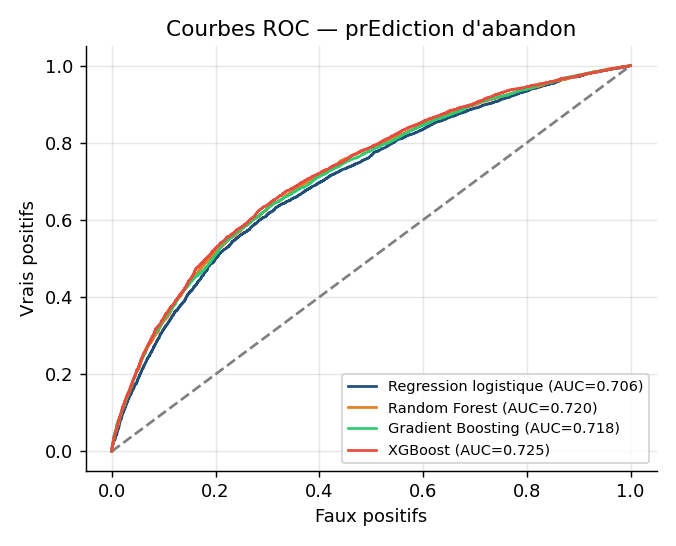 Courbes ROC — prEdiction d'abandon
Vrais positifs
1.0
0.8
0.6
0.4
0.2
0.0
0.0 0.2 0.4 0.6 0.8 1.0
Faux positifs
Regression logistique (AUC=0.706)
Random Forest (AUC=0.720)
Gradient Boosting (AUC=0.718)
XGBoost (AUC=0.725)